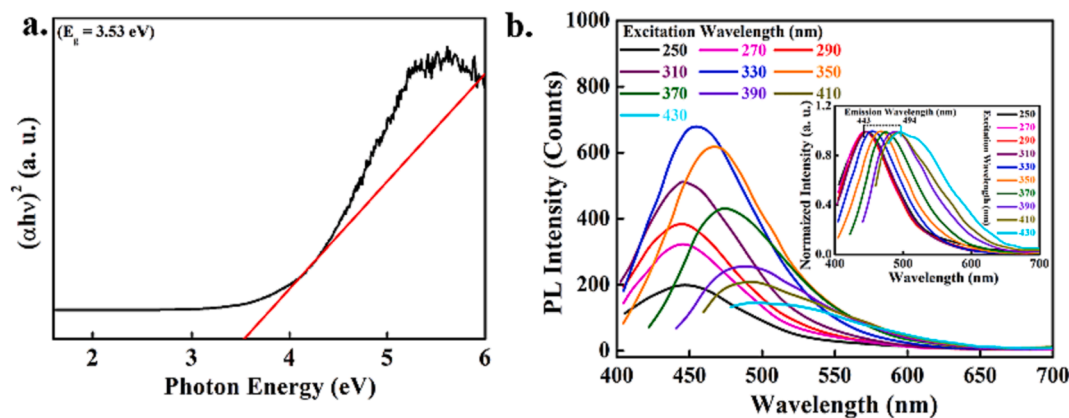 a.
(Eg = 3.53 eV)
(αhν)² (a. u.)
2 3 4 5 6
Photon Energy (eV)
b.
1000
800
600
400
200
0
PL Intensity (Counts)
Excitation Wavelength (nm)
250 270 290
310 330 350
370 390 410
430
400 450 500 550 600 650 700
Wavelength (nm)
1.2
0.8
0.4
0.0
Normaized Intensity (a. u.)
Emission Wavelength (nm)
443 494
Excitation Wavelength (nm)
250
270
290
310
330
350
370
390
410
430
400 500 600 700
Wavelength (nm)